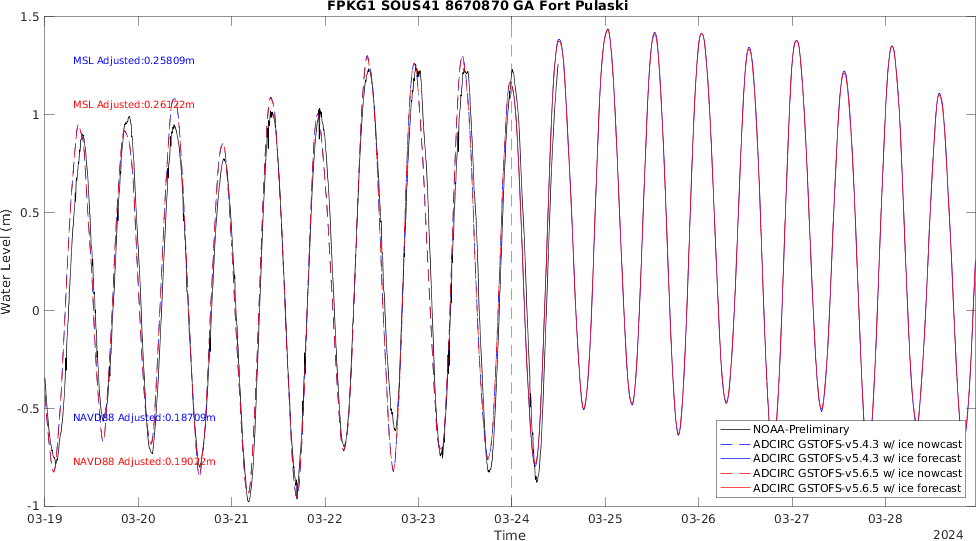 FPKG1 SOUS41 8670870 GA Fort Pulaski
1.5
MSL Adjusted:0.25809m
MSL Adjusted:0.26122m
1
0.5
Water Level (m)
0
-0.5
NAVD88 Adjusted:0.18709m
NAVD88 Adjusted:0.19022m
-1
NOAA-Preliminary
ADCIRC GSTOFS-v5.4.3 w/ ice nowcast
ADCIRC GSTOFS-v5.4.3 w/ ice forecast
ADCIRC GSTOFS-v5.6.5 w/ ice nowcast
ADCIRC GSTOFS-v5.6.5 w/ ice forecast
03-19 03-20 03-21 03-22 03-23 03-24 03-25 03-26 03-27 03-28
Time
2024